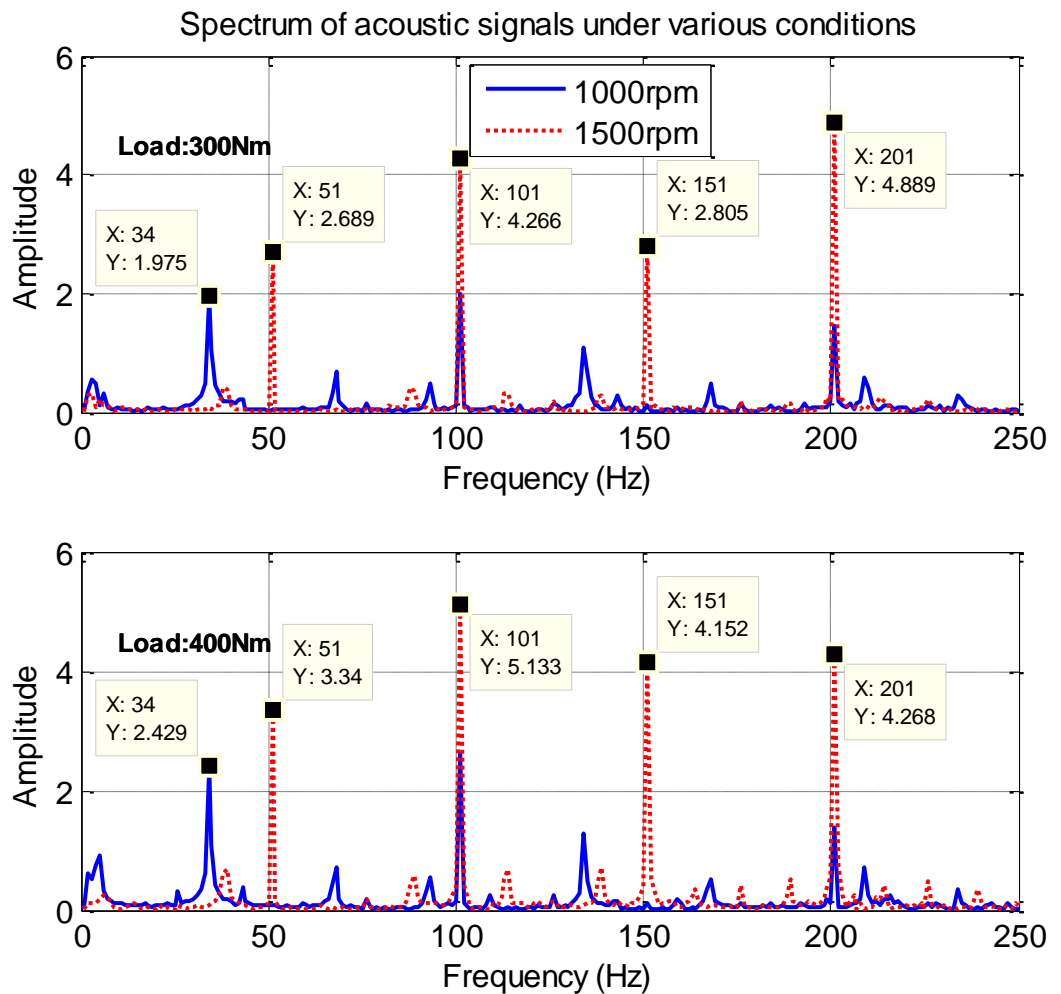 Spectrum of acoustic signals under various conditions
6
4
2
0
Amplitude
1000rpm
1500rpm
Load:300Nm
X: 34
Y: 1.975
X: 51
Y: 2.689
X: 101
Y: 4.266
X: 151
Y: 2.805
X: 201
Y: 4.889
0 50 100 150 200 250
Frequency (Hz)
6
4
2
0
Amplitude
Load:400Nm
X: 34
Y: 2.429
X: 51
Y: 3.34
X: 101
Y: 5.133
X: 151
Y: 4.152
X: 201
Y: 4.268
0 50 100 150 200 250
Frequency (Hz)